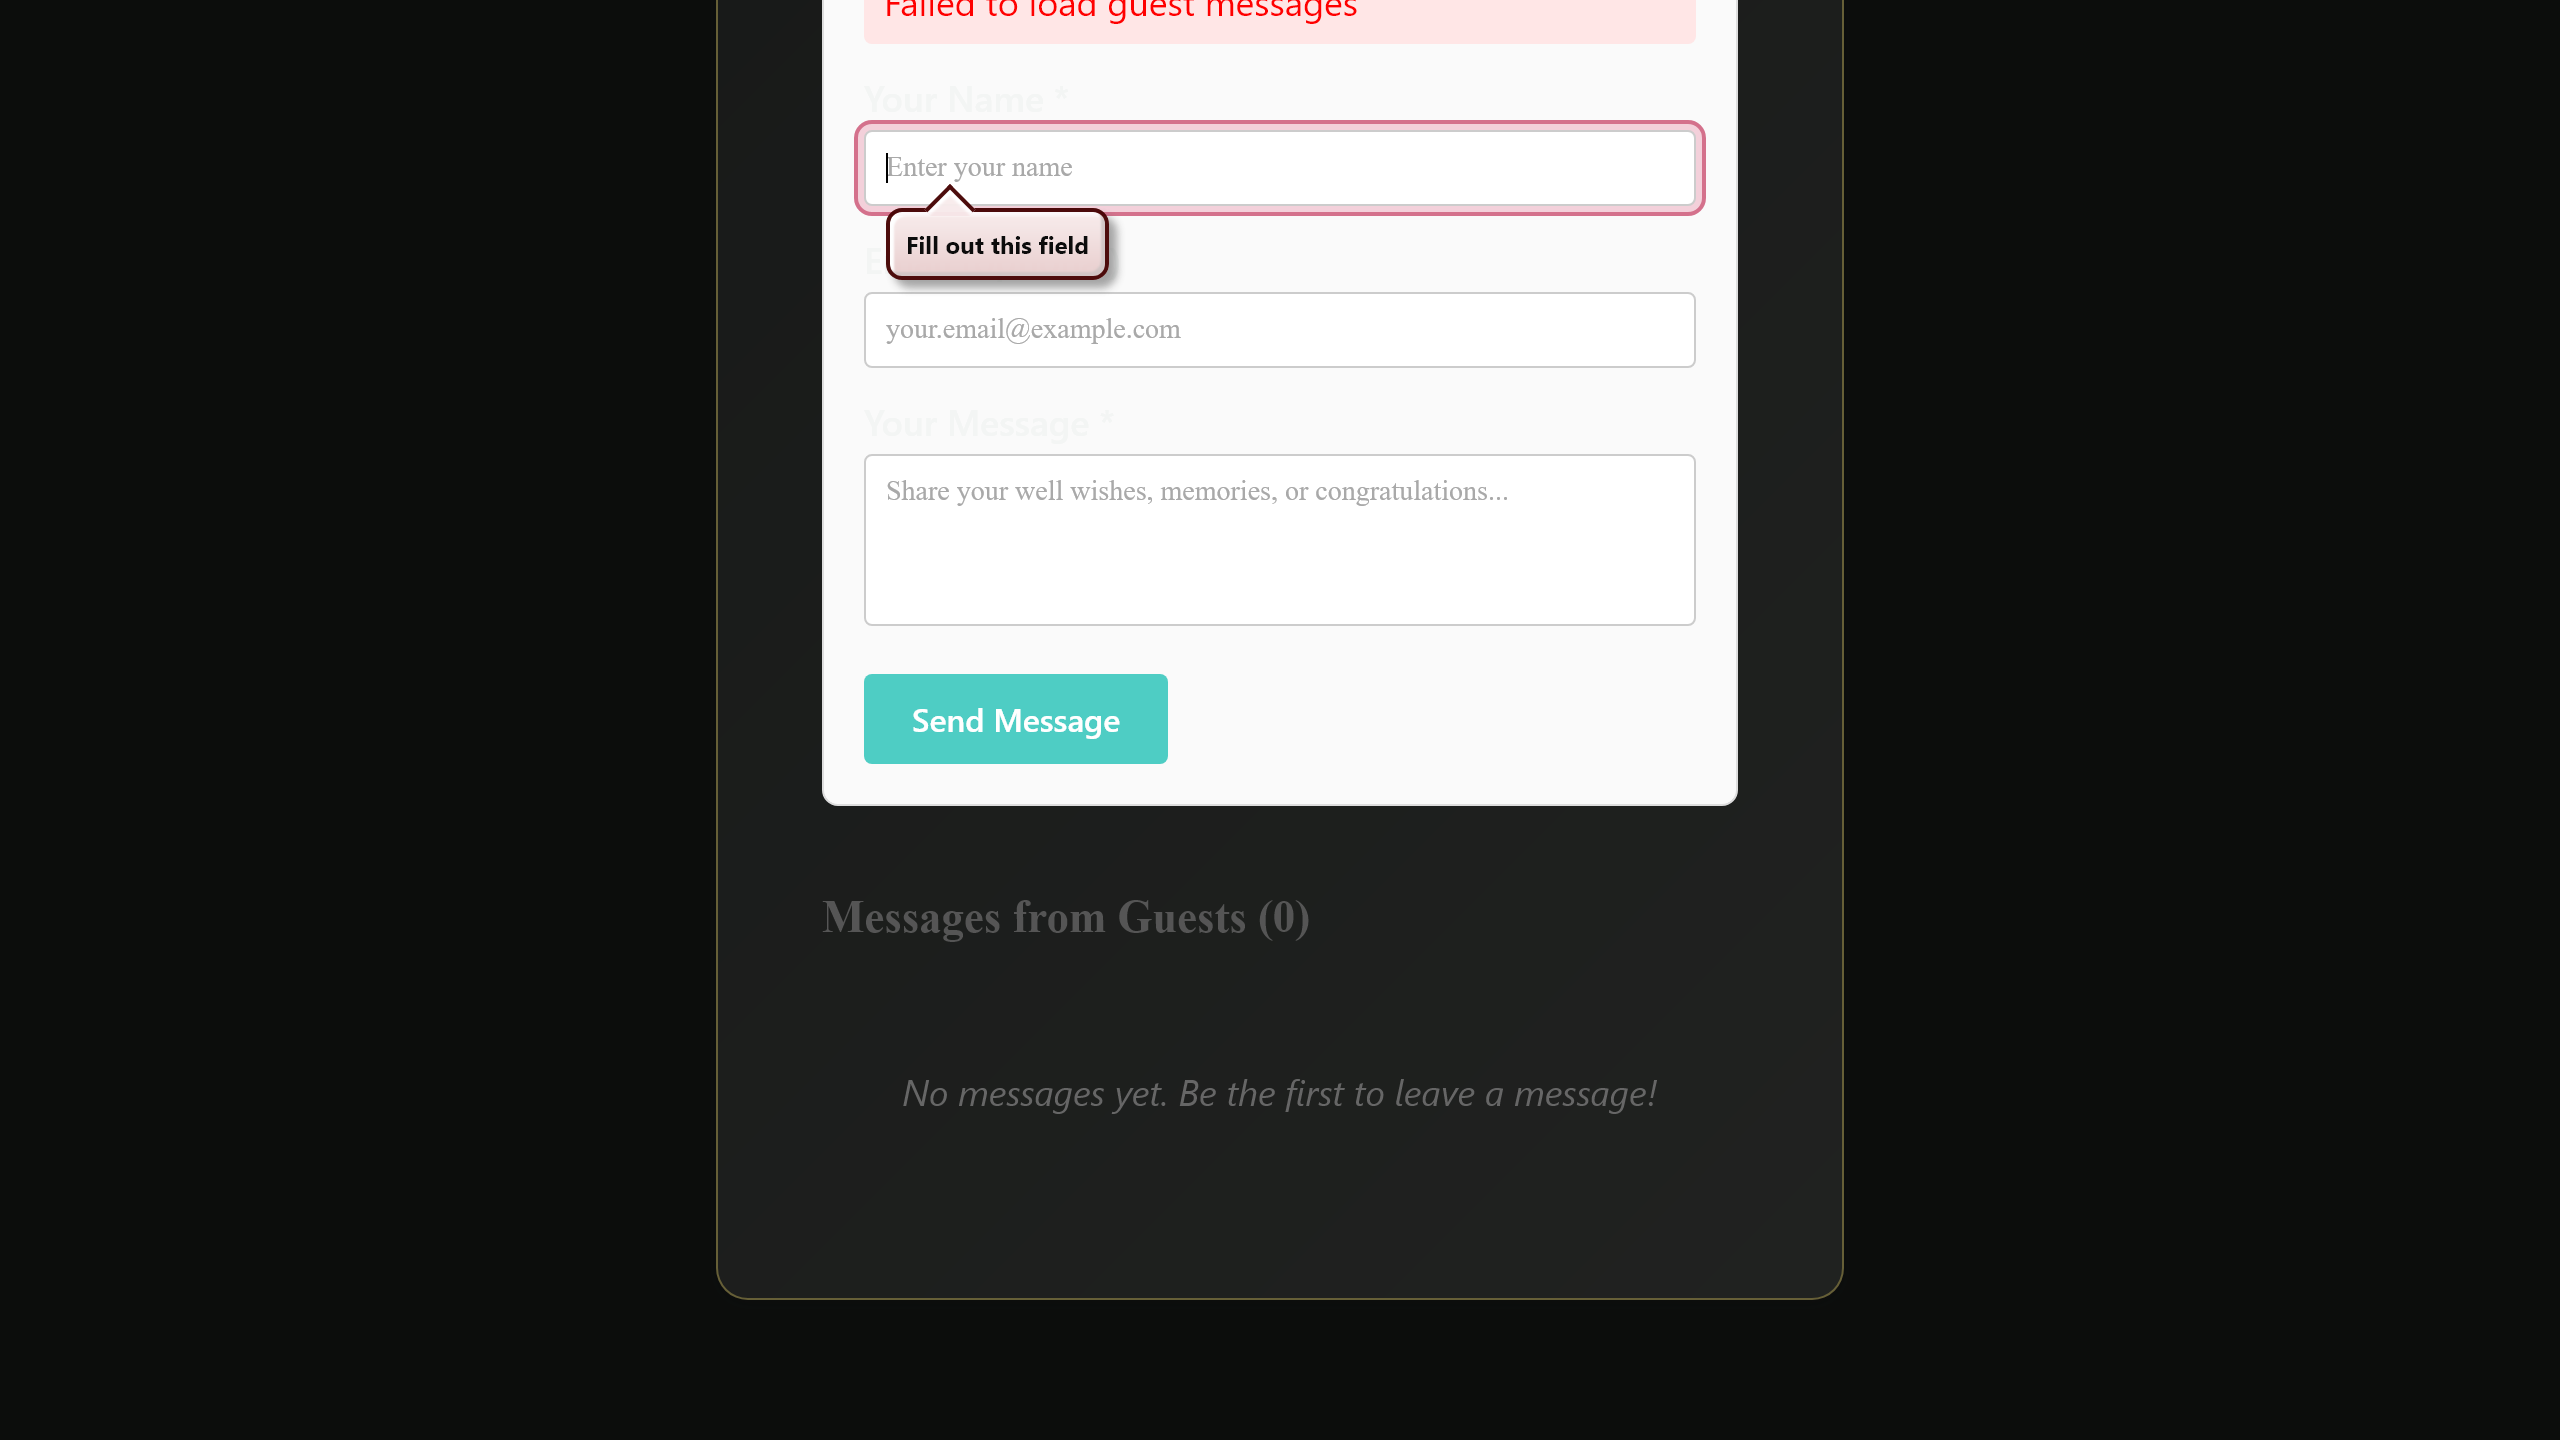 Failed to load guest messages
Your Name *
Enter your name
Fill out this field
your.email@example.com
Your Message *
Share your well wishes, memories, or congratulations...
Send Message
Messages from Guests (0)
No messages yet. Be the first to leave a message!